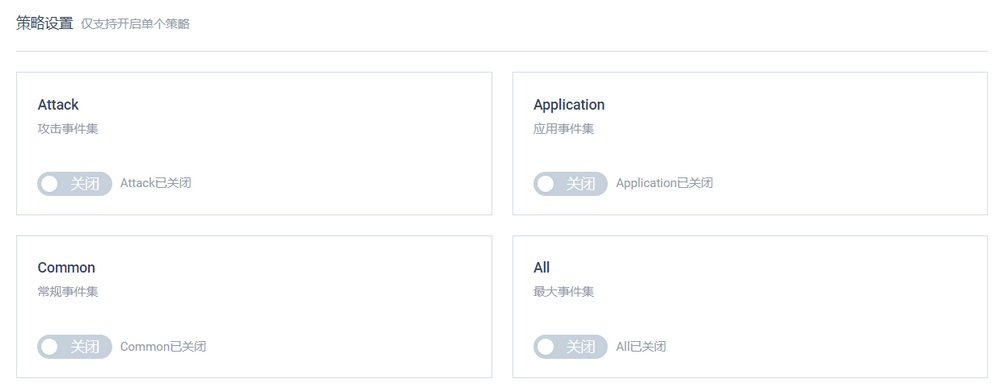 策略设置 仅支持开启单个策略
Attack
攻击事件集
关闭 Attack已关闭
Application
应用事件集
关闭 Application已关闭
Common
常规事件集
关闭 Common已关闭
All
最大事件集
关闭 All已关闭